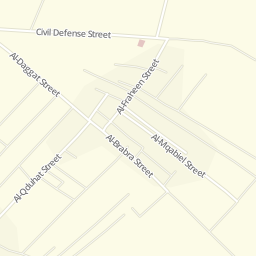 Civil Defense Street
Al-Daggat Street
Al-Fraheen Street
Al-Mqabiel Street
Al-Brabra Street
Al-Qduhat Street